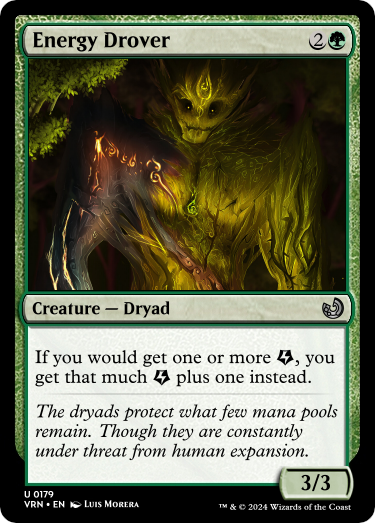 Energy Drover 2
Creature — Dryad
If you would get one or more , you
get that much  plus one instead.
The dryads protect what few mana pools
remain. Though they are constantly
under threat from human expansion.
3/3
U 0179
VRN • EN Luis Morera
™ & © 2024 Wizards of the Coast